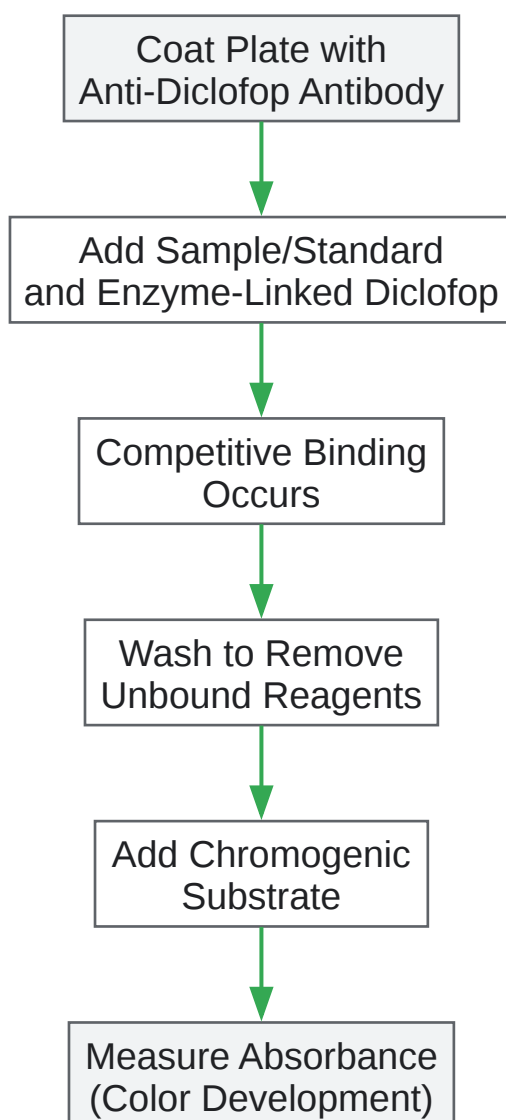 Coat Plate with
Anti-Diclofop Antibody
Add Sample/Standard
and Enzyme-Linked Diclofop
Competitive Binding
Occurs
Wash to Remove
Unbound Reagents
Add Chromogenic
Substrate
Measure Absorbance
(Color Development)